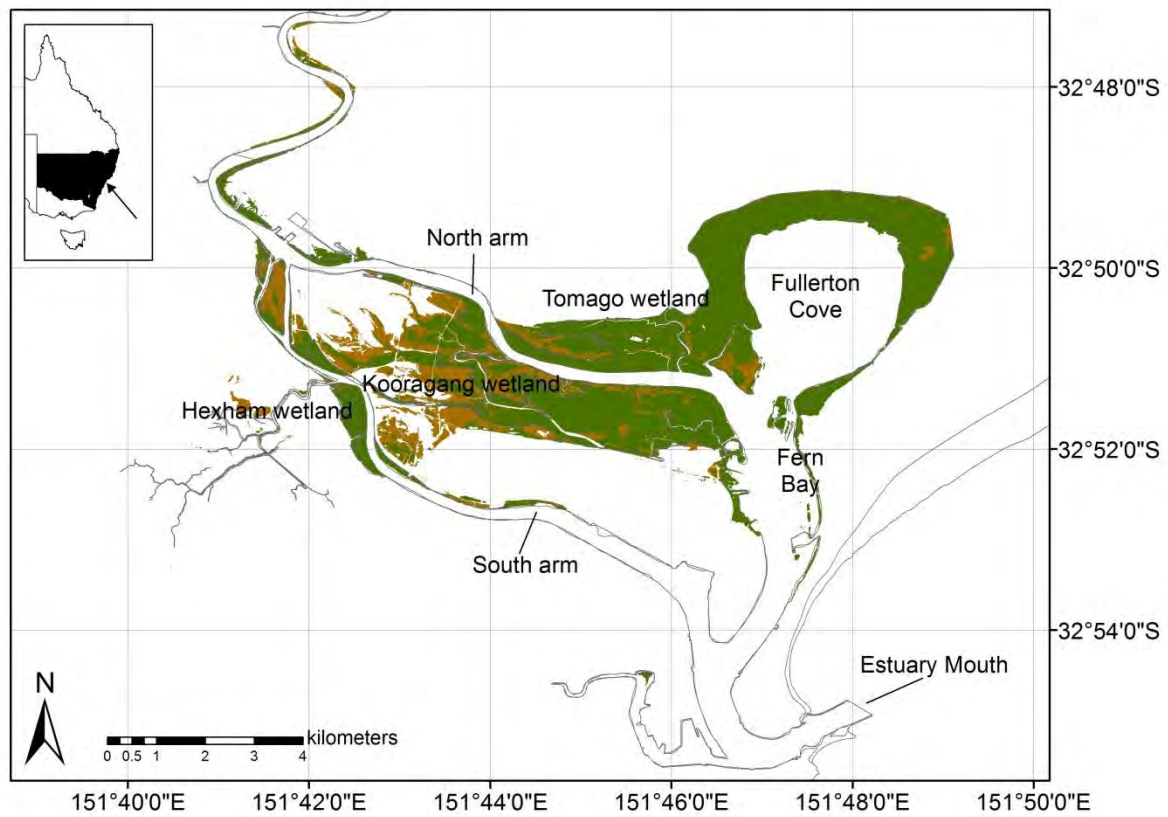 32°48'0"S
North arm
32°50'0"S
Tomago wetland
Fullerton
Cove
Kooragang wetland
Hexham wetland
32°52'0"S
Fern
Bay
South arm
32°54'0"S
Estuary Mouth
N
kilometers
0 0.5 1 2 3 4
151°40'0"E 151°42'0"E 151°44'0"E 151°46'0"E 151°48'0"E 151°50'0"E